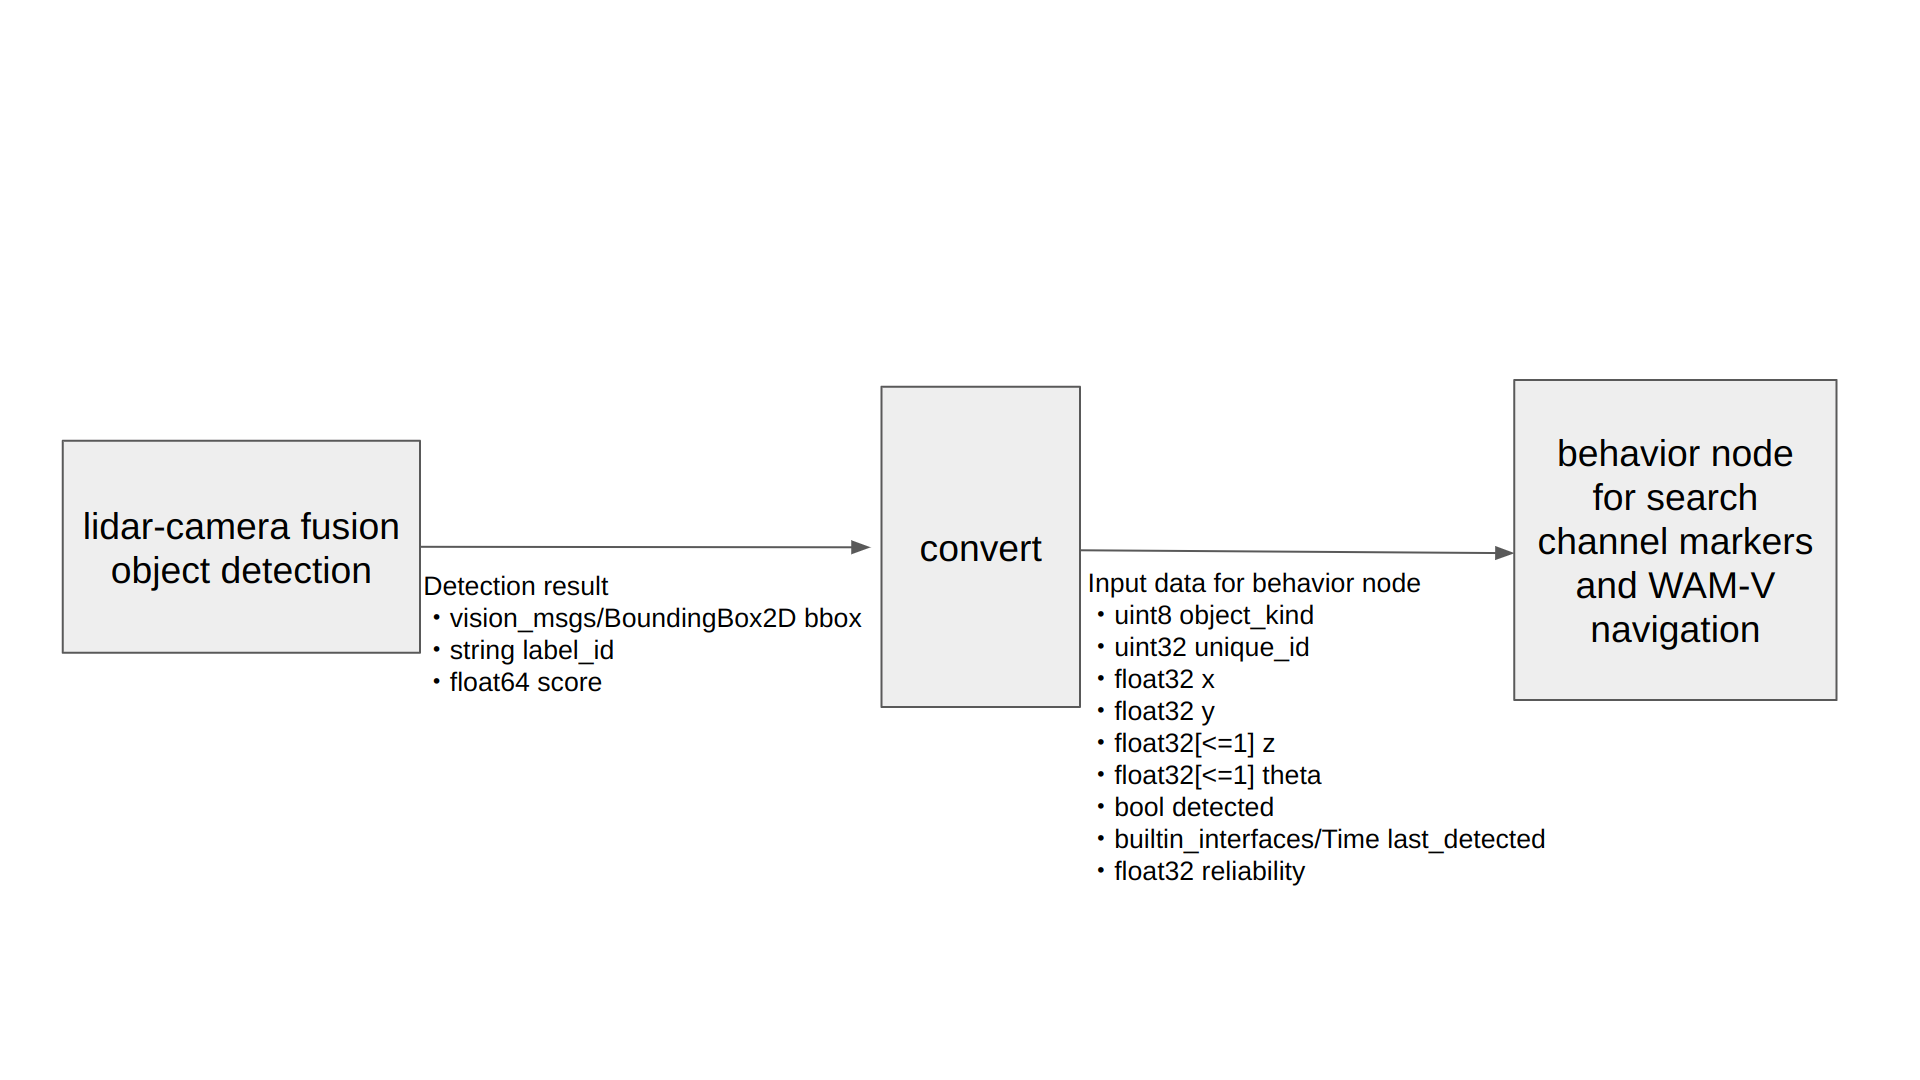 lidar-camera fusion
object detection
Detection result
・vision_msgs/BoundingBox2D bbox
・string label_id
・float64 score
convert
Input data for behavior node
・uint8 object_kind
・uint32 unique_id
・float32 x
・float32 y
・float32[<=1] z
・float32[<=1] theta
・bool detected
・builtin_interfaces/Time last_detected
・float32 reliability
behavior node
for search
channel markers
and WAM-V
navigation